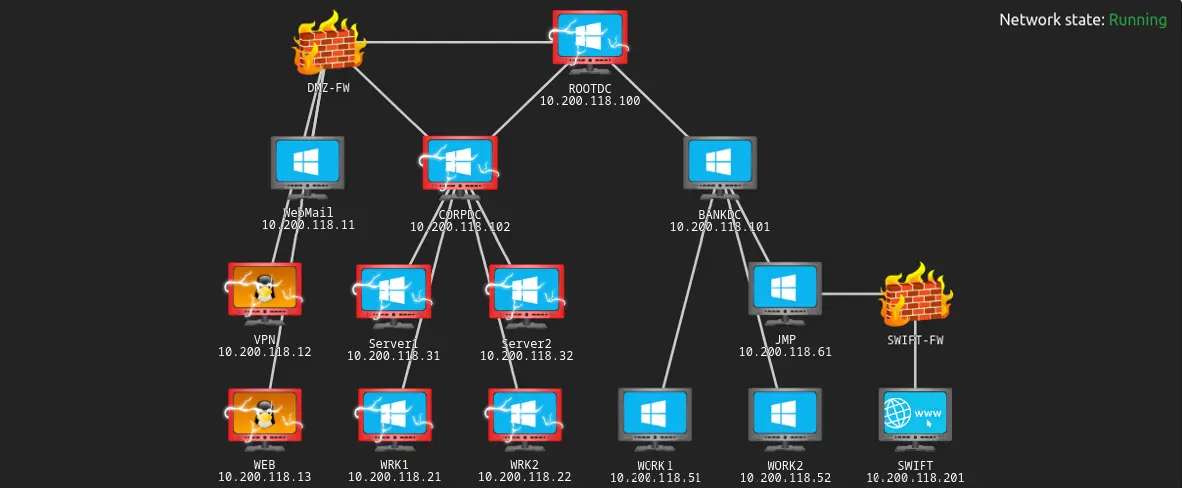 Network state: Running
DMZ-FW
ROOTDC
10.200.118.100
WebMail
10.200.118.11
CORPDC
10.200.118.102
BANKDC
10.200.118.101
VPN
10.200.118.12
Server1
10.200.118.31
Server2
10.200.118.32
JMP
10.200.118.61
SWIFT-FW
www
WEB
10.200.118.13
WRK1
10.200.118.21
WRK2
10.200.118.22
WORK1
10.200.118.51
WORK2
10.200.118.52
SWIFT
10.200.118.201